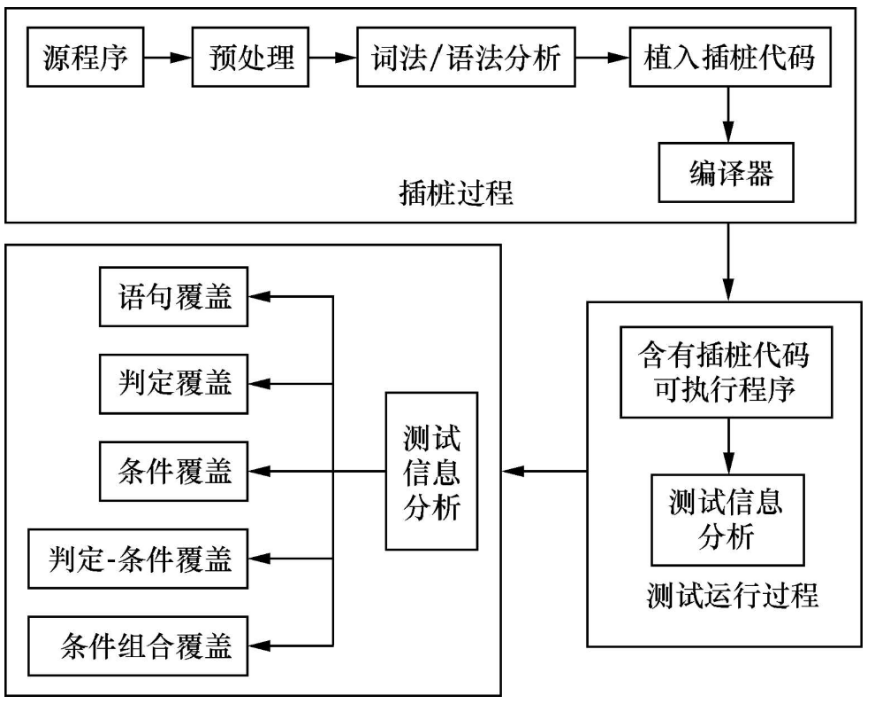 源程序
预处理
词法/语法分析
植入插桩代码
编译器
插桩过程
语句覆盖
判定覆盖
条件覆盖
判定-条件覆盖
条件组合覆盖
测试
信息
分析
含有插桩代码
可执行程序
测试信息
分析
测试运行过程